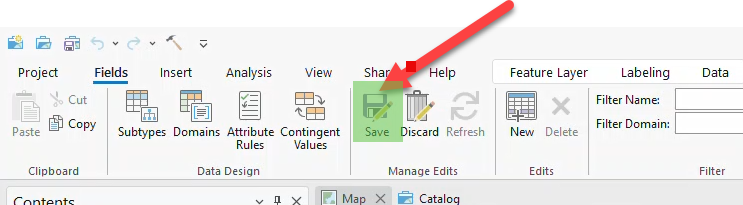 Project Fields Insert Analysis View Share Help Feature Layer Labeling Data
Paste
Cut
Copy
Clipboard
Subtypes
Domains
Attribute
Rules
Contingent
Values
Data Design
Save
Discard
Refresh
Manage Edits
New
Delete
Edits
Filter Name:
Filter Domain:
Filter
Contents
Map
Catalog